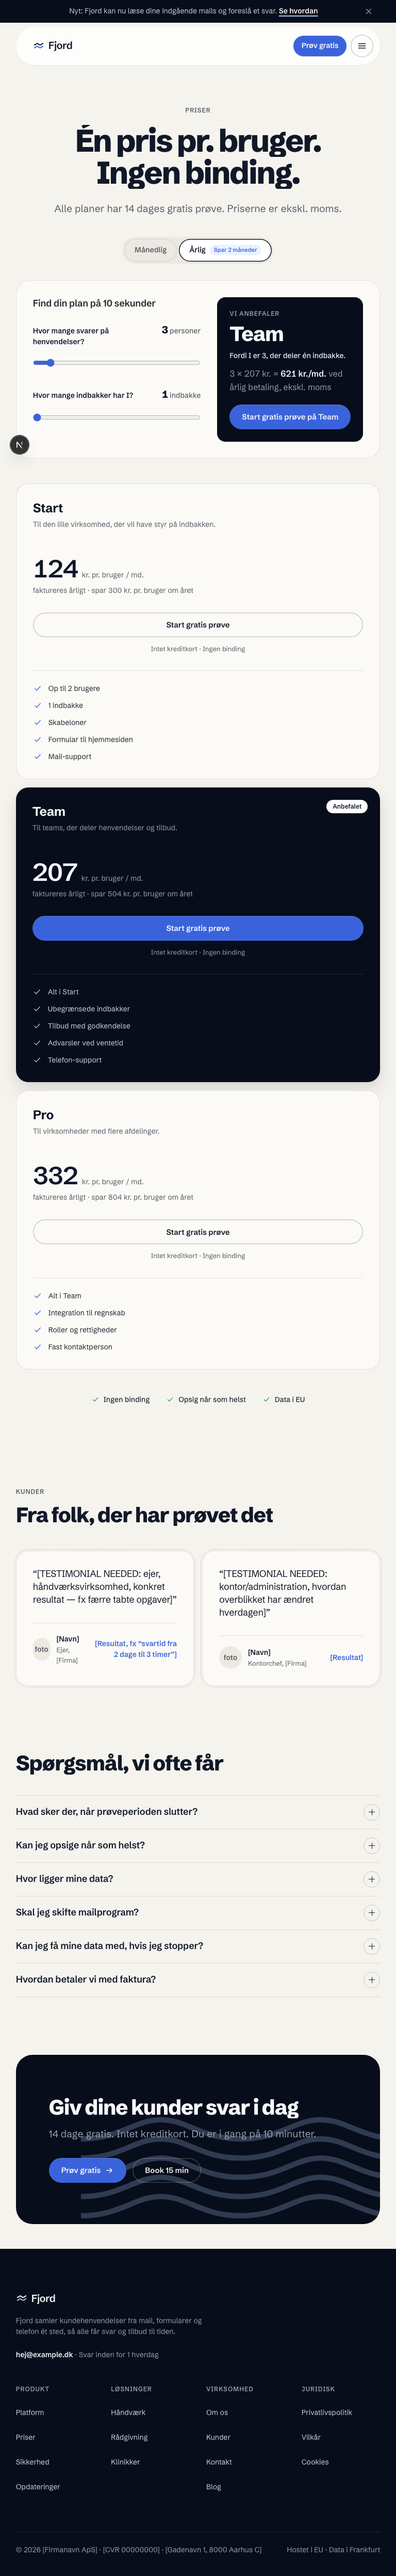 Nyt: Fjord kan nu læse dine indgående mails og foreslå et svar. Se hvordan
Fjord
Prøv gratis
PRISER
Én pris pr. bruger.
Ingen binding.
Alle planer har 14 dages gratis prøve. Priserne er ekskl. moms.
Månedlig
Årlig Spar 2 måneder
Find din plan på 10 sekunder
Hvor mange svarer på
henvendelser?
3 personer
Hvor mange indbakker har I?
1 indbakke
VI ANBEFALER
Team
Fordi I er 3, der deler én indbakke.
3 × 207 kr. = 621 kr./md. ved
årlig betaling, ekskl. moms
Start gratis prøve på Team
N
Start
Til den lille virksomhed, der vil have styr på indbakken.
124 kr. pr. bruger / md.
faktureres årligt · spar 300 kr. pr. bruger om året
Start gratis prøve
Intet kreditkort · Ingen binding
Op til 2 brugere
1 indbakke
Skabeloner
Formular til hjemmesiden
Mail-support
Team
Anbefalet
Til teams, der deler henvendelser og tilbud.
207 kr. pr. bruger / md.
faktureres årligt · spar 504 kr. pr. bruger om året
Start gratis prøve
Intet kreditkort · Ingen binding
Alt i Start
Ubegrænsede indbakker
Tilbud med godkendelse
Advarsler ved ventetid
Telefon-support
Pro
Til virksomheder med flere afdelinger.
332 kr. pr. bruger / md.
faktureres årligt · spar 804 kr. pr. bruger om året
Start gratis prøve
Intet kreditkort · Ingen binding
Alt i Team
Integration til regnskab
Roller og rettigheder
Fast kontaktperson
Ingen binding
Opsig når som helst
Data i EU
KUNDER
Fra folk, der har prøvet det
“[TESTIMONIAL NEEDED: ejer,
håndværksvirksomhed, konkret
resultat — fx færre tabte opgaver]”
foto
[Navn]
Ejer,
[Firma]
[Resultat, fx “svartid fra
2 dage til 3 timer”]
“[TESTIMONIAL NEEDED:
kontor/administration, hvordan
overblikket har ændret
hverdagen]”
foto
[Navn]
Kontorchef, [Firma]
[Resultat]
Spørgsmål, vi ofte får
Hvad sker der, når prøveperioden slutter?
Kan jeg opsige når som helst?
Hvor ligger mine data?
Skal jeg skifte mailprogram?
Kan jeg få mine data med, hvis jeg stopper?
Hvordan betaler vi med faktura?
Giv dine kunder svar i dag
14 dage gratis. Intet kreditkort. Du er i gang på 10 minutter.
Prøv gratis
Book 15 min
Fjord
Fjord samler kundehenvendelser fra mail, formularer og
telefon ét sted, så alle får svar og tilbud til tiden.
hej@example.dk · Svar inden for 1 hverdag
PRODUKT
Platform
Priser
Sikkerhed
Opdateringer
LØSNINGER
Håndværk
Rådgivning
Klinikker
VIRKSOMHED
Om os
Kunder
Kontakt
Blog
JURIDISK
Privatlivspolitik
Vilkår
Cookies
© 2026 [Firmanavn ApS] · [CVR 00000000] · [Gadenavn 1, 8000 Aarhus C]
Hostet i EU · Data i Frankfurt